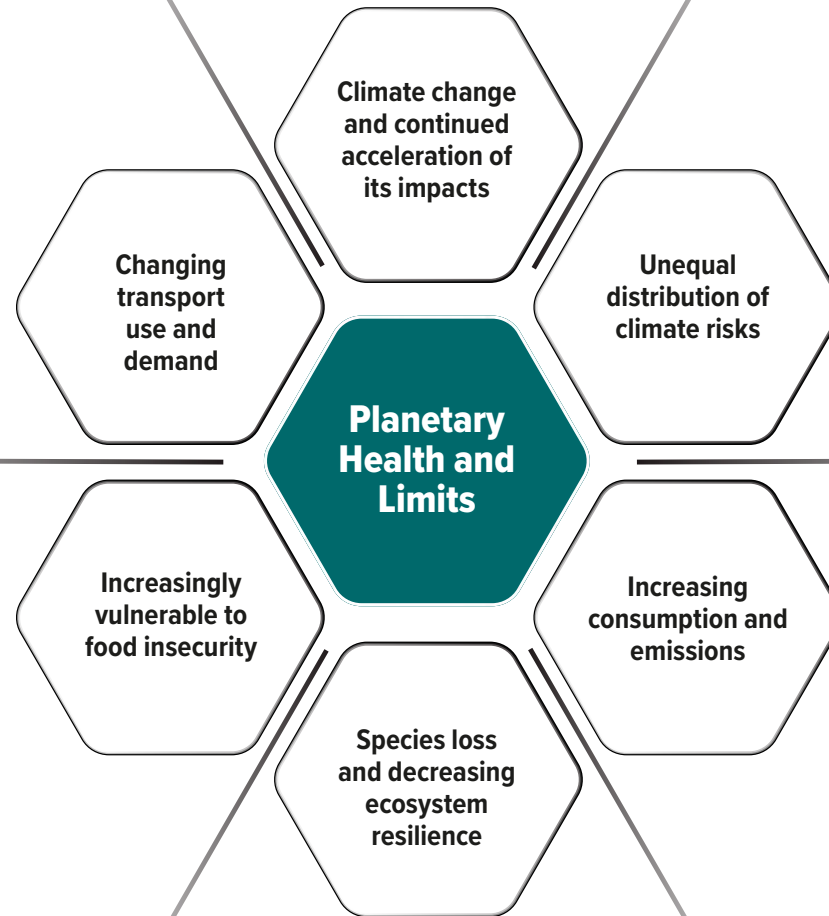 Climate change
and continued
acceleration of
its impacts
Changing
transport
use and
demand
Unequal
distribution of
climate risks
Planetary
Health and
Limits
Increasingly
vulnerable to
food insecurity
Increasing
consumption and
emissions
Species loss
and decreasing
ecosystem
resilience